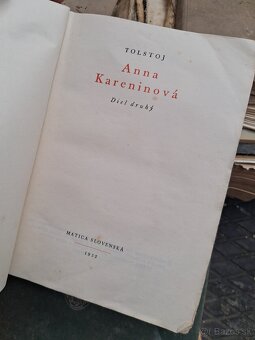 TOLSTOJ
Anna
Kareninová
Diel druhý
MATICA SLOVENSKÁ
1952